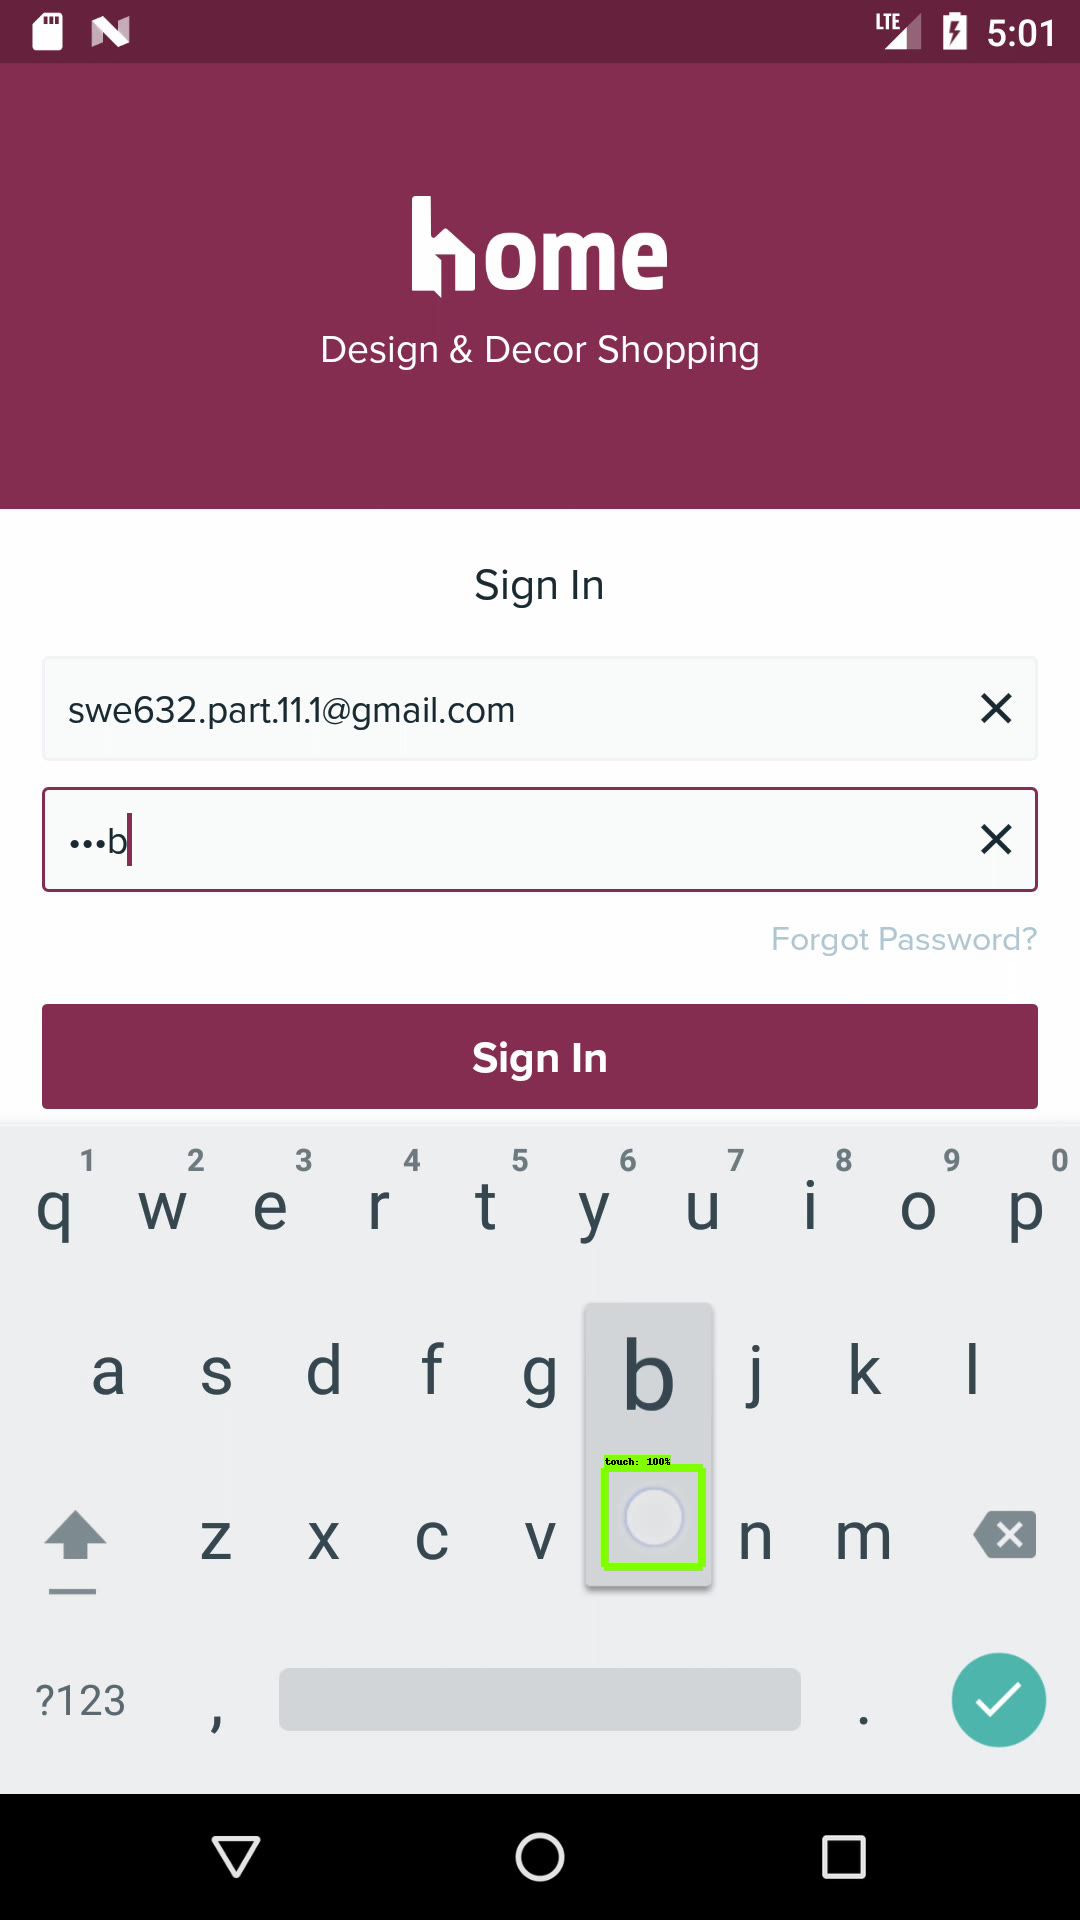 LTE 5:01
home
Design & Decor Shopping
Sign In
swe632.part.11.1@gmail.com
•••b
Forgot Password?
Sign In
1 2 3 4 5 6 7 8 9 0
q w e r t y u i o p
a s d f g b j k l
touch: 100%
z x c v n m
?123 , .